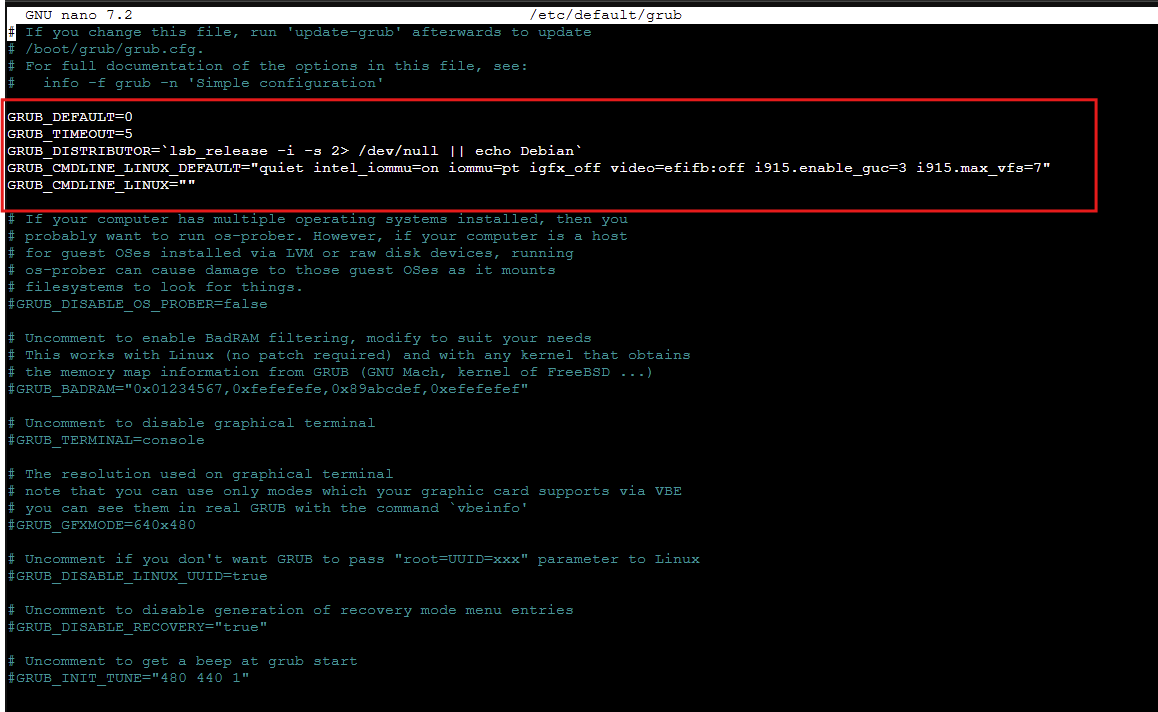 GNU nano 7.2 /etc/default/grub
# If you change this file, run 'update-grub' afterwards to update
# /boot/grub/grub.cfg.
# For full documentation of the options in this file, see:
#   info -f grub -n 'Simple configuration'
GRUB_DEFAULT=0
GRUB_TIMEOUT=5
GRUB_DISTRIBUTOR=`lsb_release -i -s 2> /dev/null || echo Debian`
GRUB_CMDLINE_LINUX_DEFAULT="quiet intel_iommu=on iommu=pt igfx_off video=efifb:off i915.enable_guc=3 i915.max_vfs=7"
GRUB_CMDLINE_LINUX=""
# If your computer has multiple operating systems installed, then you
# probably want to run os-prober. However, if your computer is a host
# for guest OSes installed via LVM or raw disk devices, running
# os-prober can cause damage to those guest OSes as it mounts
# filesystems to look for things.
#GRUB_DISABLE_OS_PROBER=false
# Uncomment to enable BadRAM filtering, modify to suit your needs
# This works with Linux (no patch required) and with any kernel that obtains
# the memory map information from GRUB (GNU Mach, kernel of FreeBSD ...)
#GRUB_BADRAM="0x01234567,0xfefefefe,0x89abcdef,0xefefefef"
# Uncomment to disable graphical terminal
#GRUB_TERMINAL=console
# The resolution used on graphical terminal
# note that you can use only modes which your graphic card supports via VBE
# you can see them in real GRUB with the command `vbeinfo'
#GRUB_GFXMODE=640x480
# Uncomment if you don't want GRUB to pass "root=UUID=xxx" parameter to Linux
#GRUB_DISABLE_LINUX_UUID=true
# Uncomment to disable generation of recovery mode menu entries
#GRUB_DISABLE_RECOVERY="true"
# Uncomment to get a beep at grub start
#GRUB_INIT_TUNE="480 440 1"